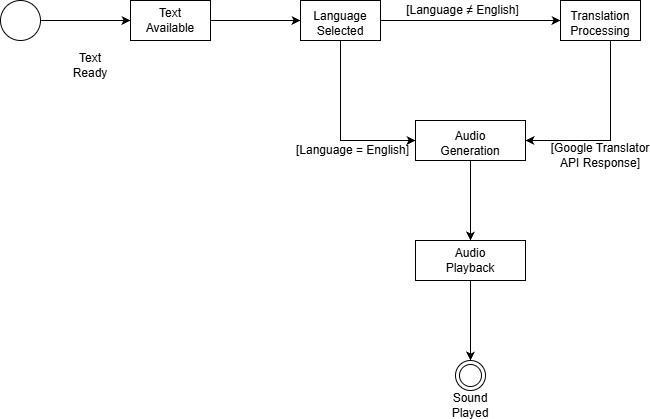 Text
Available
Language
Selected
[Language ≠ English]
Translation
Processing
Text
Ready
[Language = English]
Audio
Generation
[Google Translator
API Response]
Audio
Playback
Sound
Played